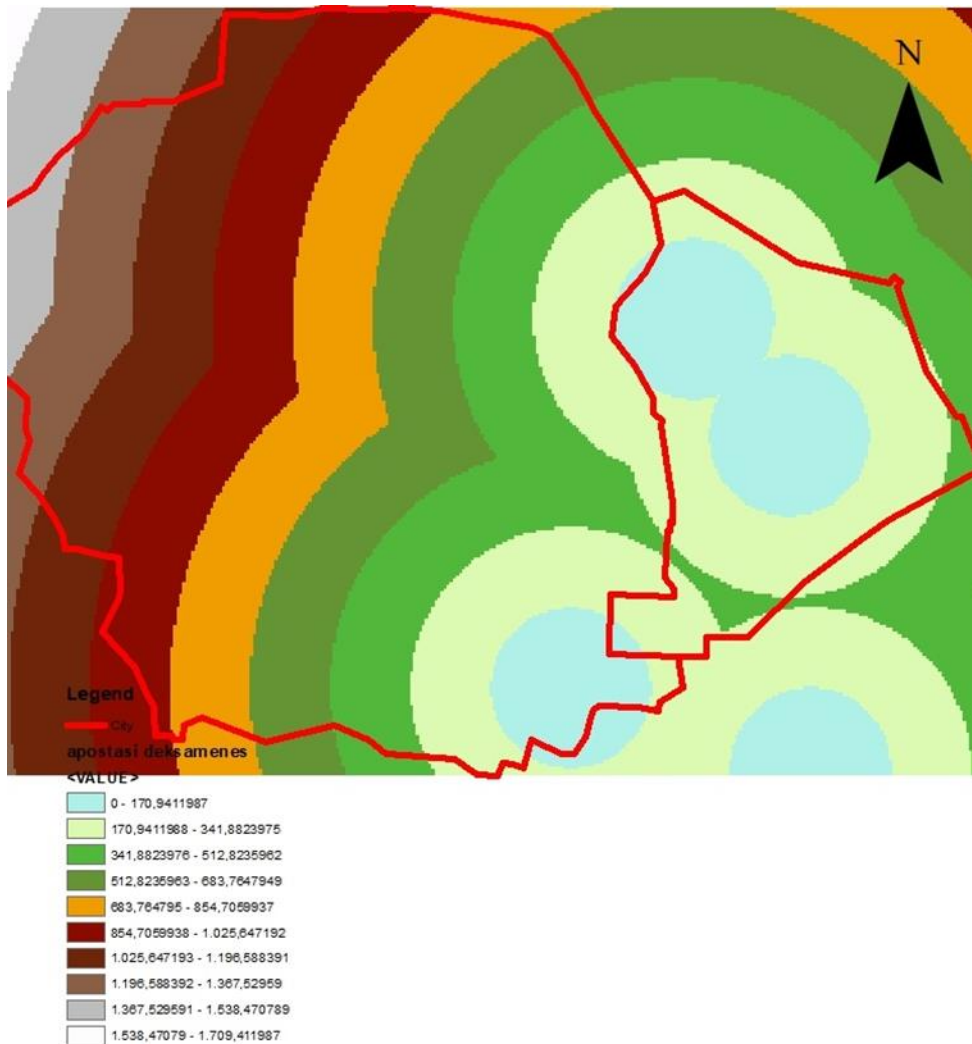 N
Legend
City
apostasi deksamenes
<VALUE>
0 - 170,9411987
170,9411988 - 341,8823975
341,8823976 - 512,8235962
512,8235963 - 683,7647949
683,764795 - 854,7059937
854,7059938 - 1.025,647192
1.025,647193 - 1.196,588391
1.196,588392 - 1.367,52959
1.367,529591 - 1.538,470789
1.538,47079 - 1.709,411987